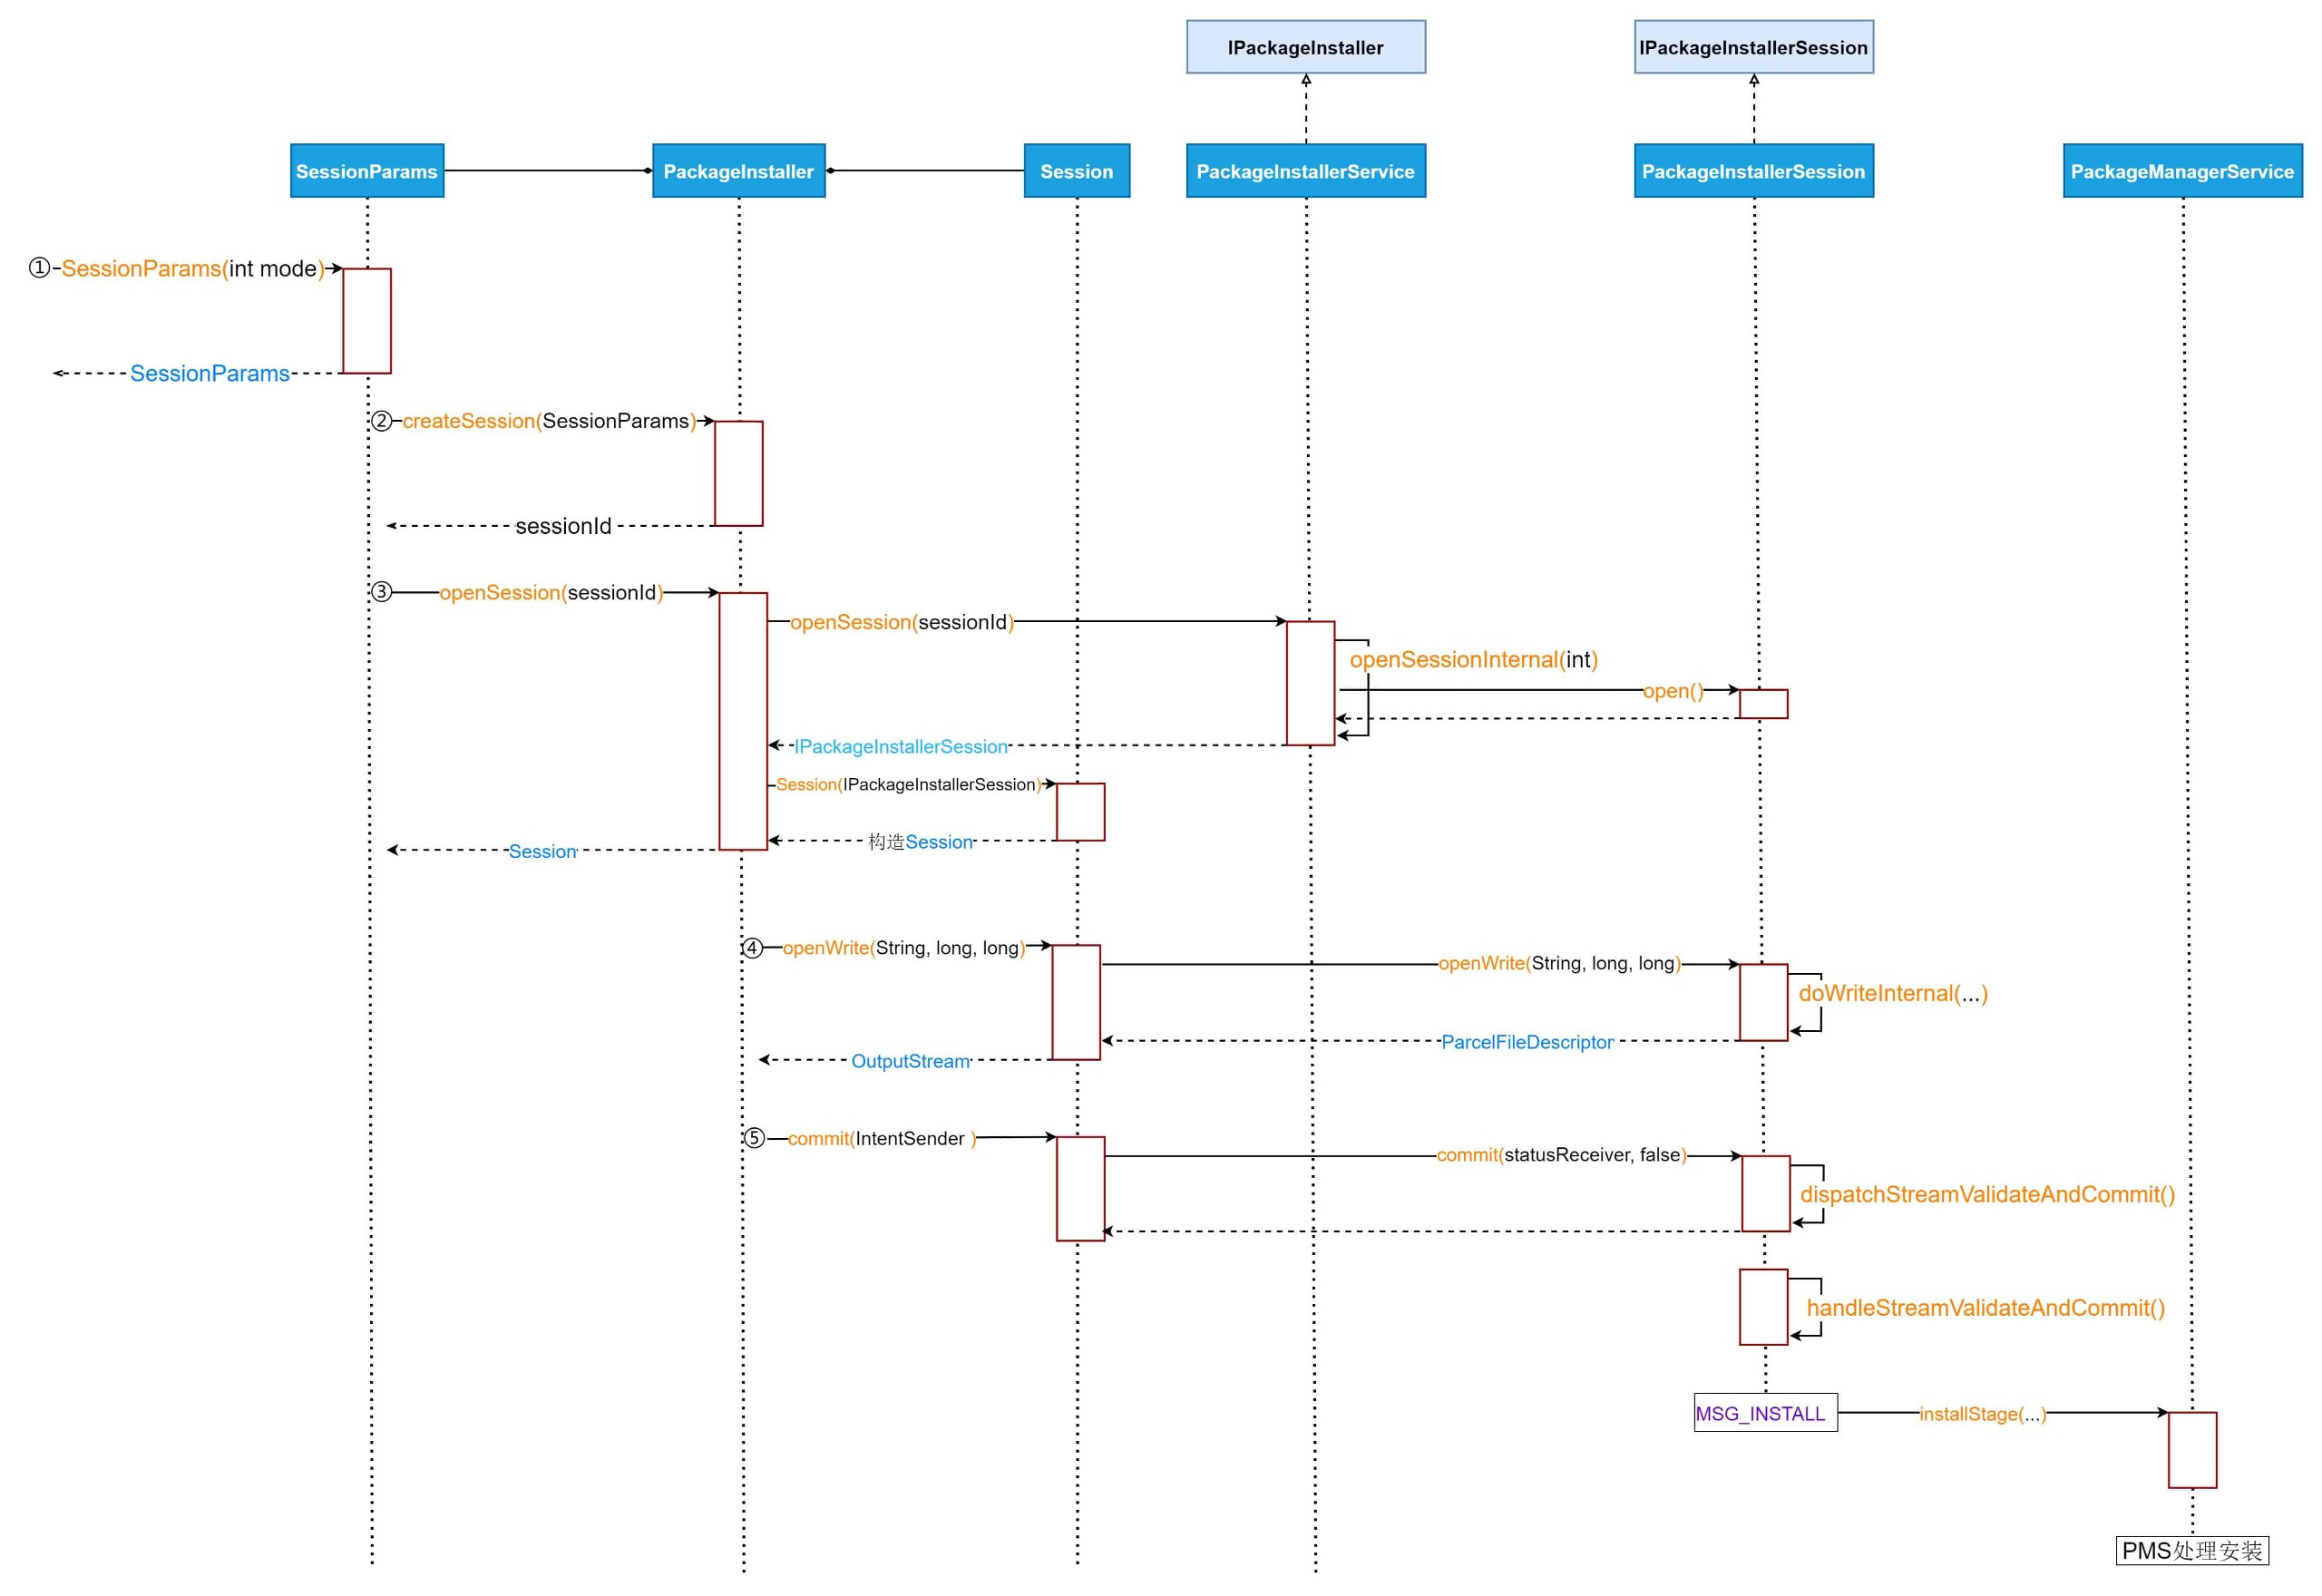 IPackageInstaller
IPackageInstallerSession
SessionParams
PackageInstaller
Session
PackageInstallerService
PackageInstallerSession
PackageManagerService
① SessionParams(int mode)
SessionParams
② createSession(SessionParams)
sessionId
③ openSession(sessionId)
openSession(sessionId)
openSessionInternal(int)
open()
IPackageInstallerSession
Session(IPackageInstallerSession)
构造Session
Session
④ openWrite(String, long, long)
openWrite(String, long, long)
doWriteInternal(...)
ParcelFileDescriptor
OutputStream
⑤ commit(IntentSender )
commit(statusReceiver, false)
dispatchStreamValidateAndCommit()
handleStreamValidateAndCommit()
MSG_INSTALL
installStage(...)
PMS处理安装